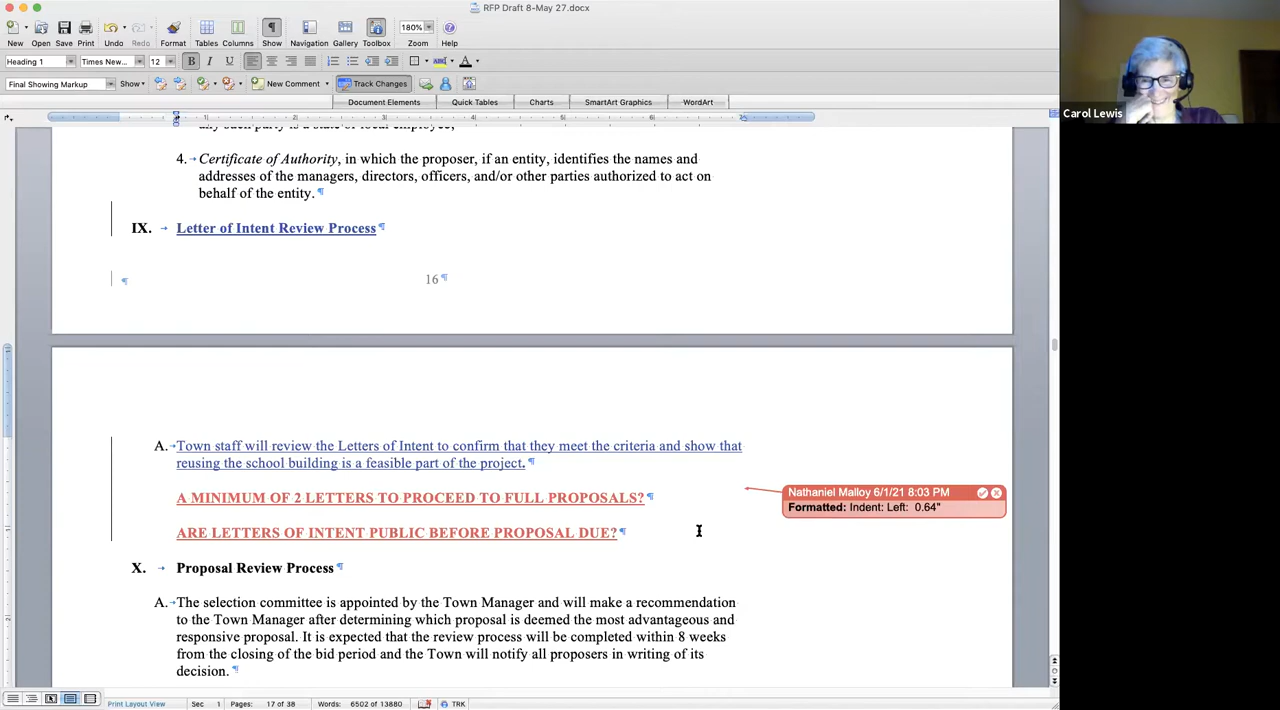 RFP Draft 8-May 27.docx
180%
New Open Save Print Undo Redo Format Tables Columns Show Navigation Gallery Toolbox Zoom Help
Heading 1 Times New... 12 B I U
Final Showing Markup Show New Comment Track Changes
Document Elements Quick Tables Charts SmartArt Graphics WordArt
Carol Lewis
any such party is a state or local employee;
4. Certificate of Authority, in which the proposer, if an entity, identifies the names and
addresses of the managers, directors, officers, and/or other parties authorized to act on
behalf of the entity. ¶
IX. Letter of Intent Review Process ¶
¶ 16 ¶
A. Town staff will review the Letters of Intent to confirm that they meet the criteria and show that
reusing the school building is a feasible part of the project. ¶
A MINIMUM OF 2 LETTERS TO PROCEED TO FULL PROPOSALS? ¶
Nathaniel Malloy 6/1/21 8:03 PM
Formatted: Indent: Left: 0.64"
ARE LETTERS OF INTENT PUBLIC BEFORE PROPOSAL DUE? ¶
X. Proposal Review Process ¶
A. The selection committee is appointed by the Town Manager and will make a recommendation
to the Town Manager after determining which proposal is deemed the most advantageous and
responsive proposal. It is expected that the review process will be completed within 8 weeks
from the closing of the bid period and the Town will notify all proposers in writing of its
decision. ¶
Print Layout View Sec 1 Pages: 17 of 38 Words: 6502 of 13880 TRK